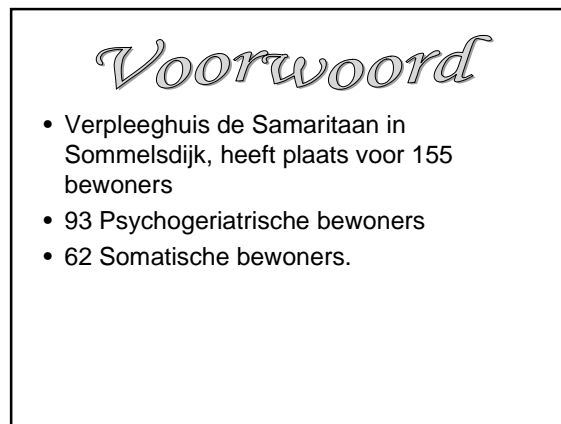 Voorwoord
• Verpleeghuis de Samaritaan in
Sommelsdijk, heeft plaats voor 155
bewoners
• 93 Psychogeriatrische bewoners
• 62 Somatische bewoners.